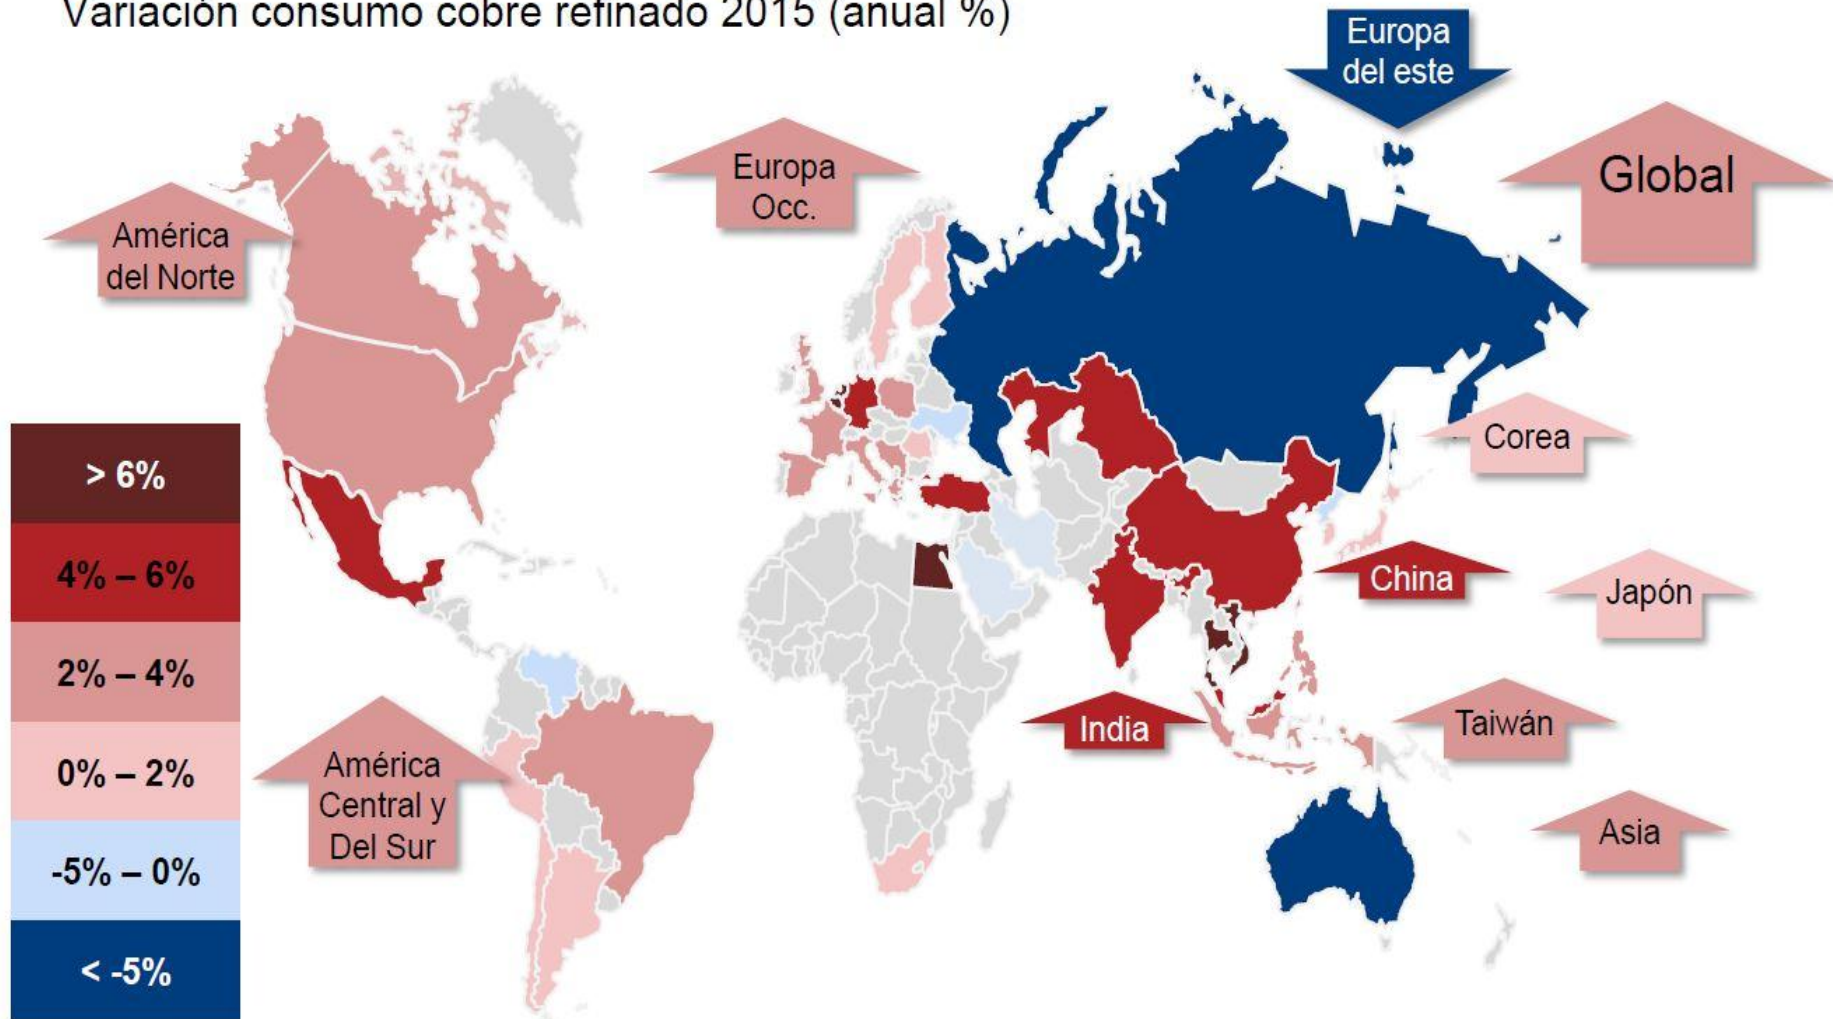 Variación consumo cobre refinado 2015 (anual %)
Europa
del este
Global
Europa
Occ.
América
del Norte
Corea
> 6%
4% – 6%
2% – 4%
0% – 2%
-5% – 0%
< -5%
China
Japón
India
Taiwán
América
Central y
Del Sur
Asia